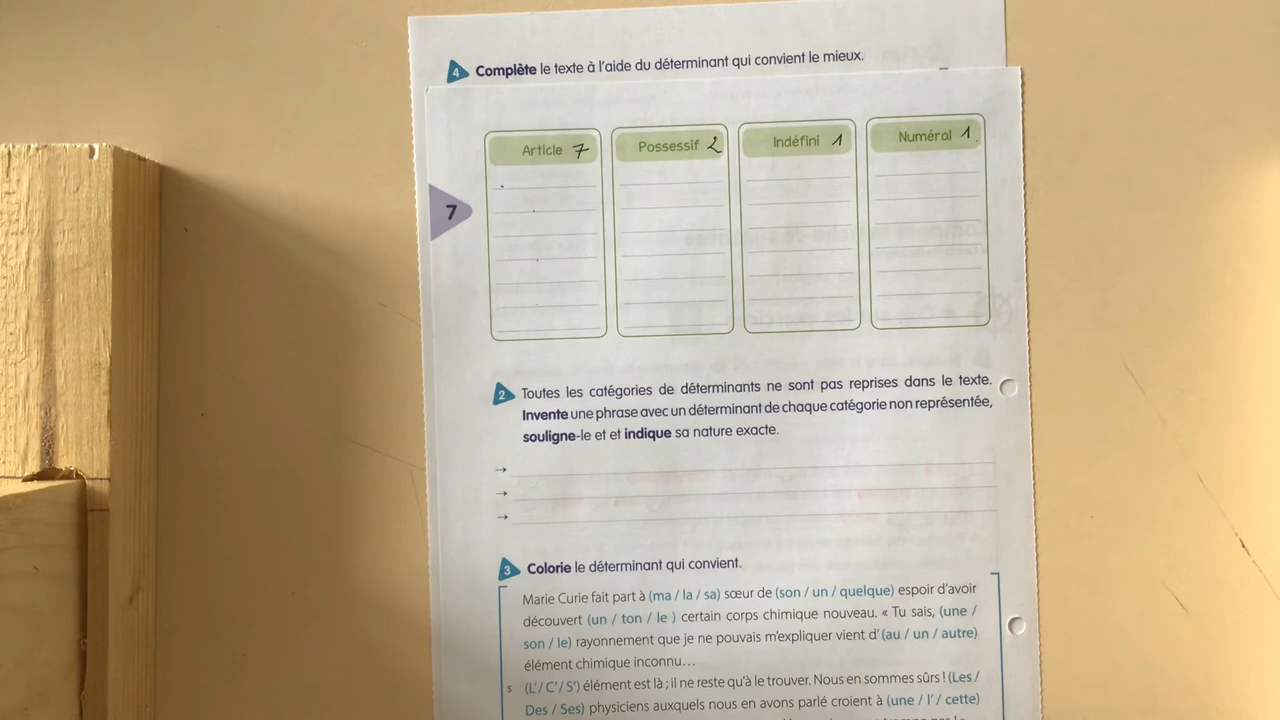 4 Complète le texte à l'aide du déterminant qui convient le mieux.
Article 7
Possessif 2
Indéfini 1
Numéral 1
7
2 Toutes les catégories de déterminants ne sont pas reprises dans le texte.
Invente une phrase avec un déterminant de chaque catégorie non représentée,
souligne-le et et indique sa nature exacte.
→
→
→
3 Colorie le déterminant qui convient.
Marie Curie fait part à (ma / la / sa) sœur de (son / un / quelque) espoir d'avoir
découvert (un / ton / le ) certain corps chimique nouveau. « Tu sais, (une /
son / le) rayonnement que je ne pouvais m'expliquer vient d'(au / un / autre)
élément chimique inconnu…
5 (L'/ C'/ S') élément est là ; il ne reste qu'à le trouver. Nous en sommes sûrs ! (Les /
Des / Ses) physiciens auxquels nous en avons parlé croient à (une / l' / cette)